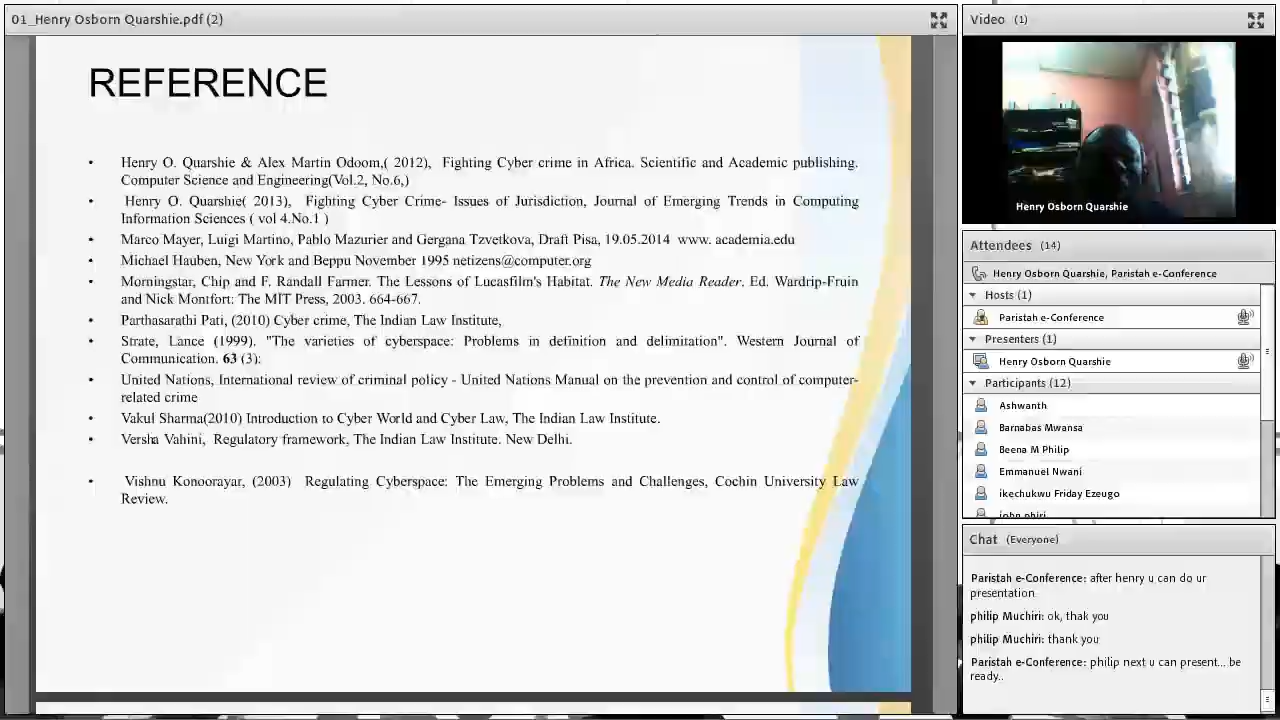 01_Henry Osborn Quarshie.pdf (2)
REFERENCE
• Henry O. Quarshie & Alex Martin Odoom,( 2012), Fighting Cyber crime in Africa. Scientific and Academic publishing.
Computer Science and Engineering(Vol.2, No.6,)
• Henry O. Quarshie( 2013), Fighting Cyber Crime- Issues of Jurisdiction, Journal of Emerging Trends in Computing
Information Sciences ( vol 4.No.1 )
• Marco Mayer, Luigi Martino, Pablo Mazurier and Gergana Tzvetkova, Draft Pisa, 19.05.2014 www. academia.edu
• Michael Hauben, New York and Beppu November 1995 netizens@computer.org
• Morningstar, Chip and F. Randall Farmer. The Lessons of Lucasfilm's Habitat. The New Media Reader. Ed. Wardrip-Fruin
and Nick Montfort: The MIT Press, 2003. 664-667.
• Parthasarathi Pati, (2010) Cyber crime, The Indian Law Institute,
• Strate, Lance (1999). "The varieties of cyberspace: Problems in definition and delimitation". Western Journal of
Communication. 63 (3):
• United Nations, International review of criminal policy - United Nations Manual on the prevention and control of computer-
related crime
• Vakul Sharma(2010) Introduction to Cyber World and Cyber Law, The Indian Law Institute.
• Versha Vahini, Regulatory framework, The Indian Law Institute. New Delhi.
• Vishnu Konoorayar, (2003) Regulating Cyberspace: The Emerging Problems and Challenges, Cochin University Law
Review.
Video (1)
Henry Osborn Quarshie
Attendees (14)
Henry Osborn Quarshie, Paristah e-Conference
Hosts (1)
Paristah e-Conference
Presenters (1)
Henry Osborn Quarshie
Participants (12)
Ashwanth
Barnabas Mwansa
Beena M Philip
Emmanuel Nwani
ikechukwu Friday Ezeugo
john phiri
Chat (Everyone)
Paristah e-Conference: after henry u can do ur
presentation
philip Muchiri: ok, thak you
philip Muchiri: thank you
Paristah e-Conference: philip next u can present... be
ready..